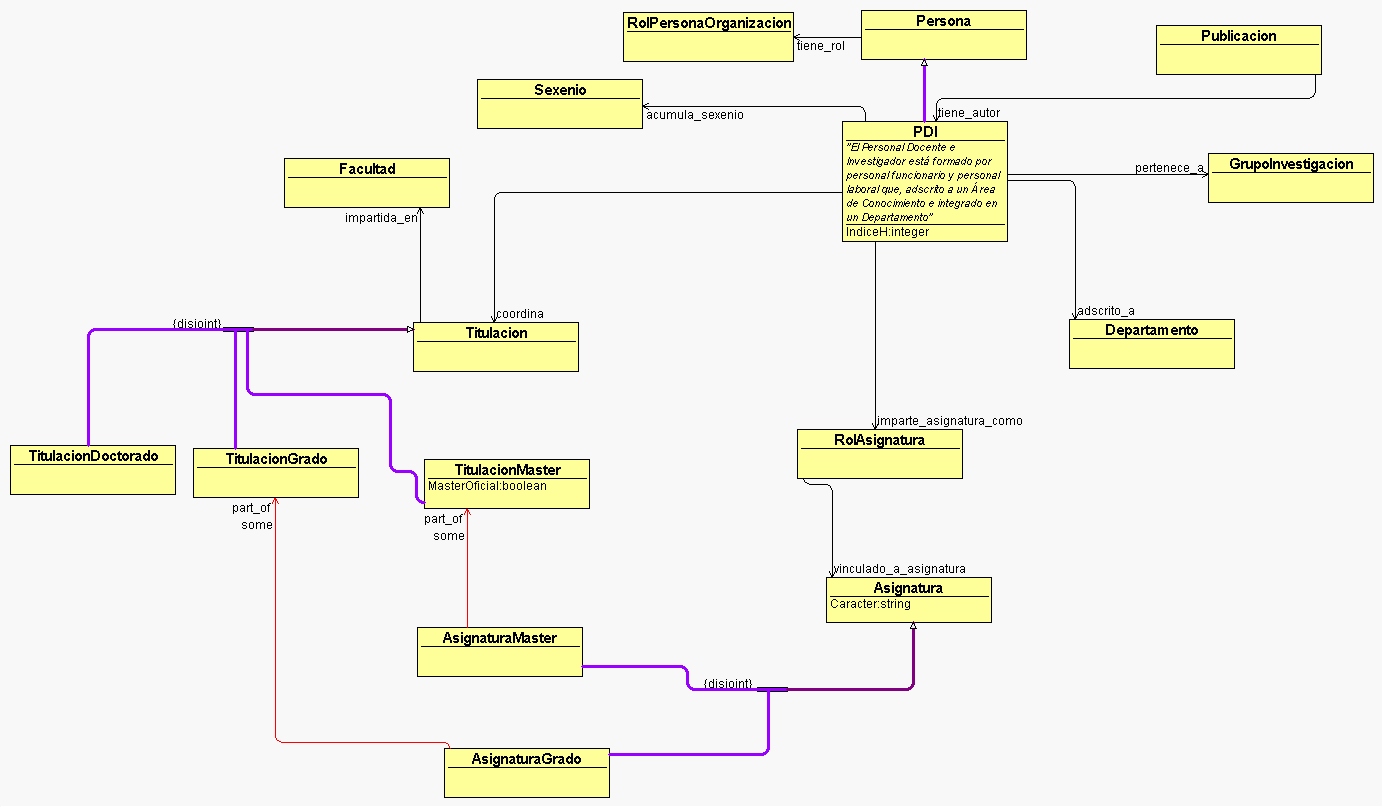 RolPersonaOrganizacion
Persona
tiene_rol
Publicacion
Sexenio
acumula_sexenio
tiene_autor
PDI
"El Personal Docente e
Investigador está formado por
personal funcionario y personal
laboral que, adscrito a un Área
de Conocimiento e integrado en
un Departamento"
IndiceH:integer
pertenece_a
GrupoInvestigacion
Facultad
impartida_en
coordina
adscrito_a
{disjoint}
Titulacion
Departamento
imparte_asignatura_como
RolAsignatura
TitulacionDoctorado
TitulacionGrado
TitulacionMaster
MasterOficial:boolean
part_of
some
part_of
some
vinculado_a_asignatura
Asignatura
Caracter:string
AsignaturaMaster
{disjoint}
AsignaturaGrado